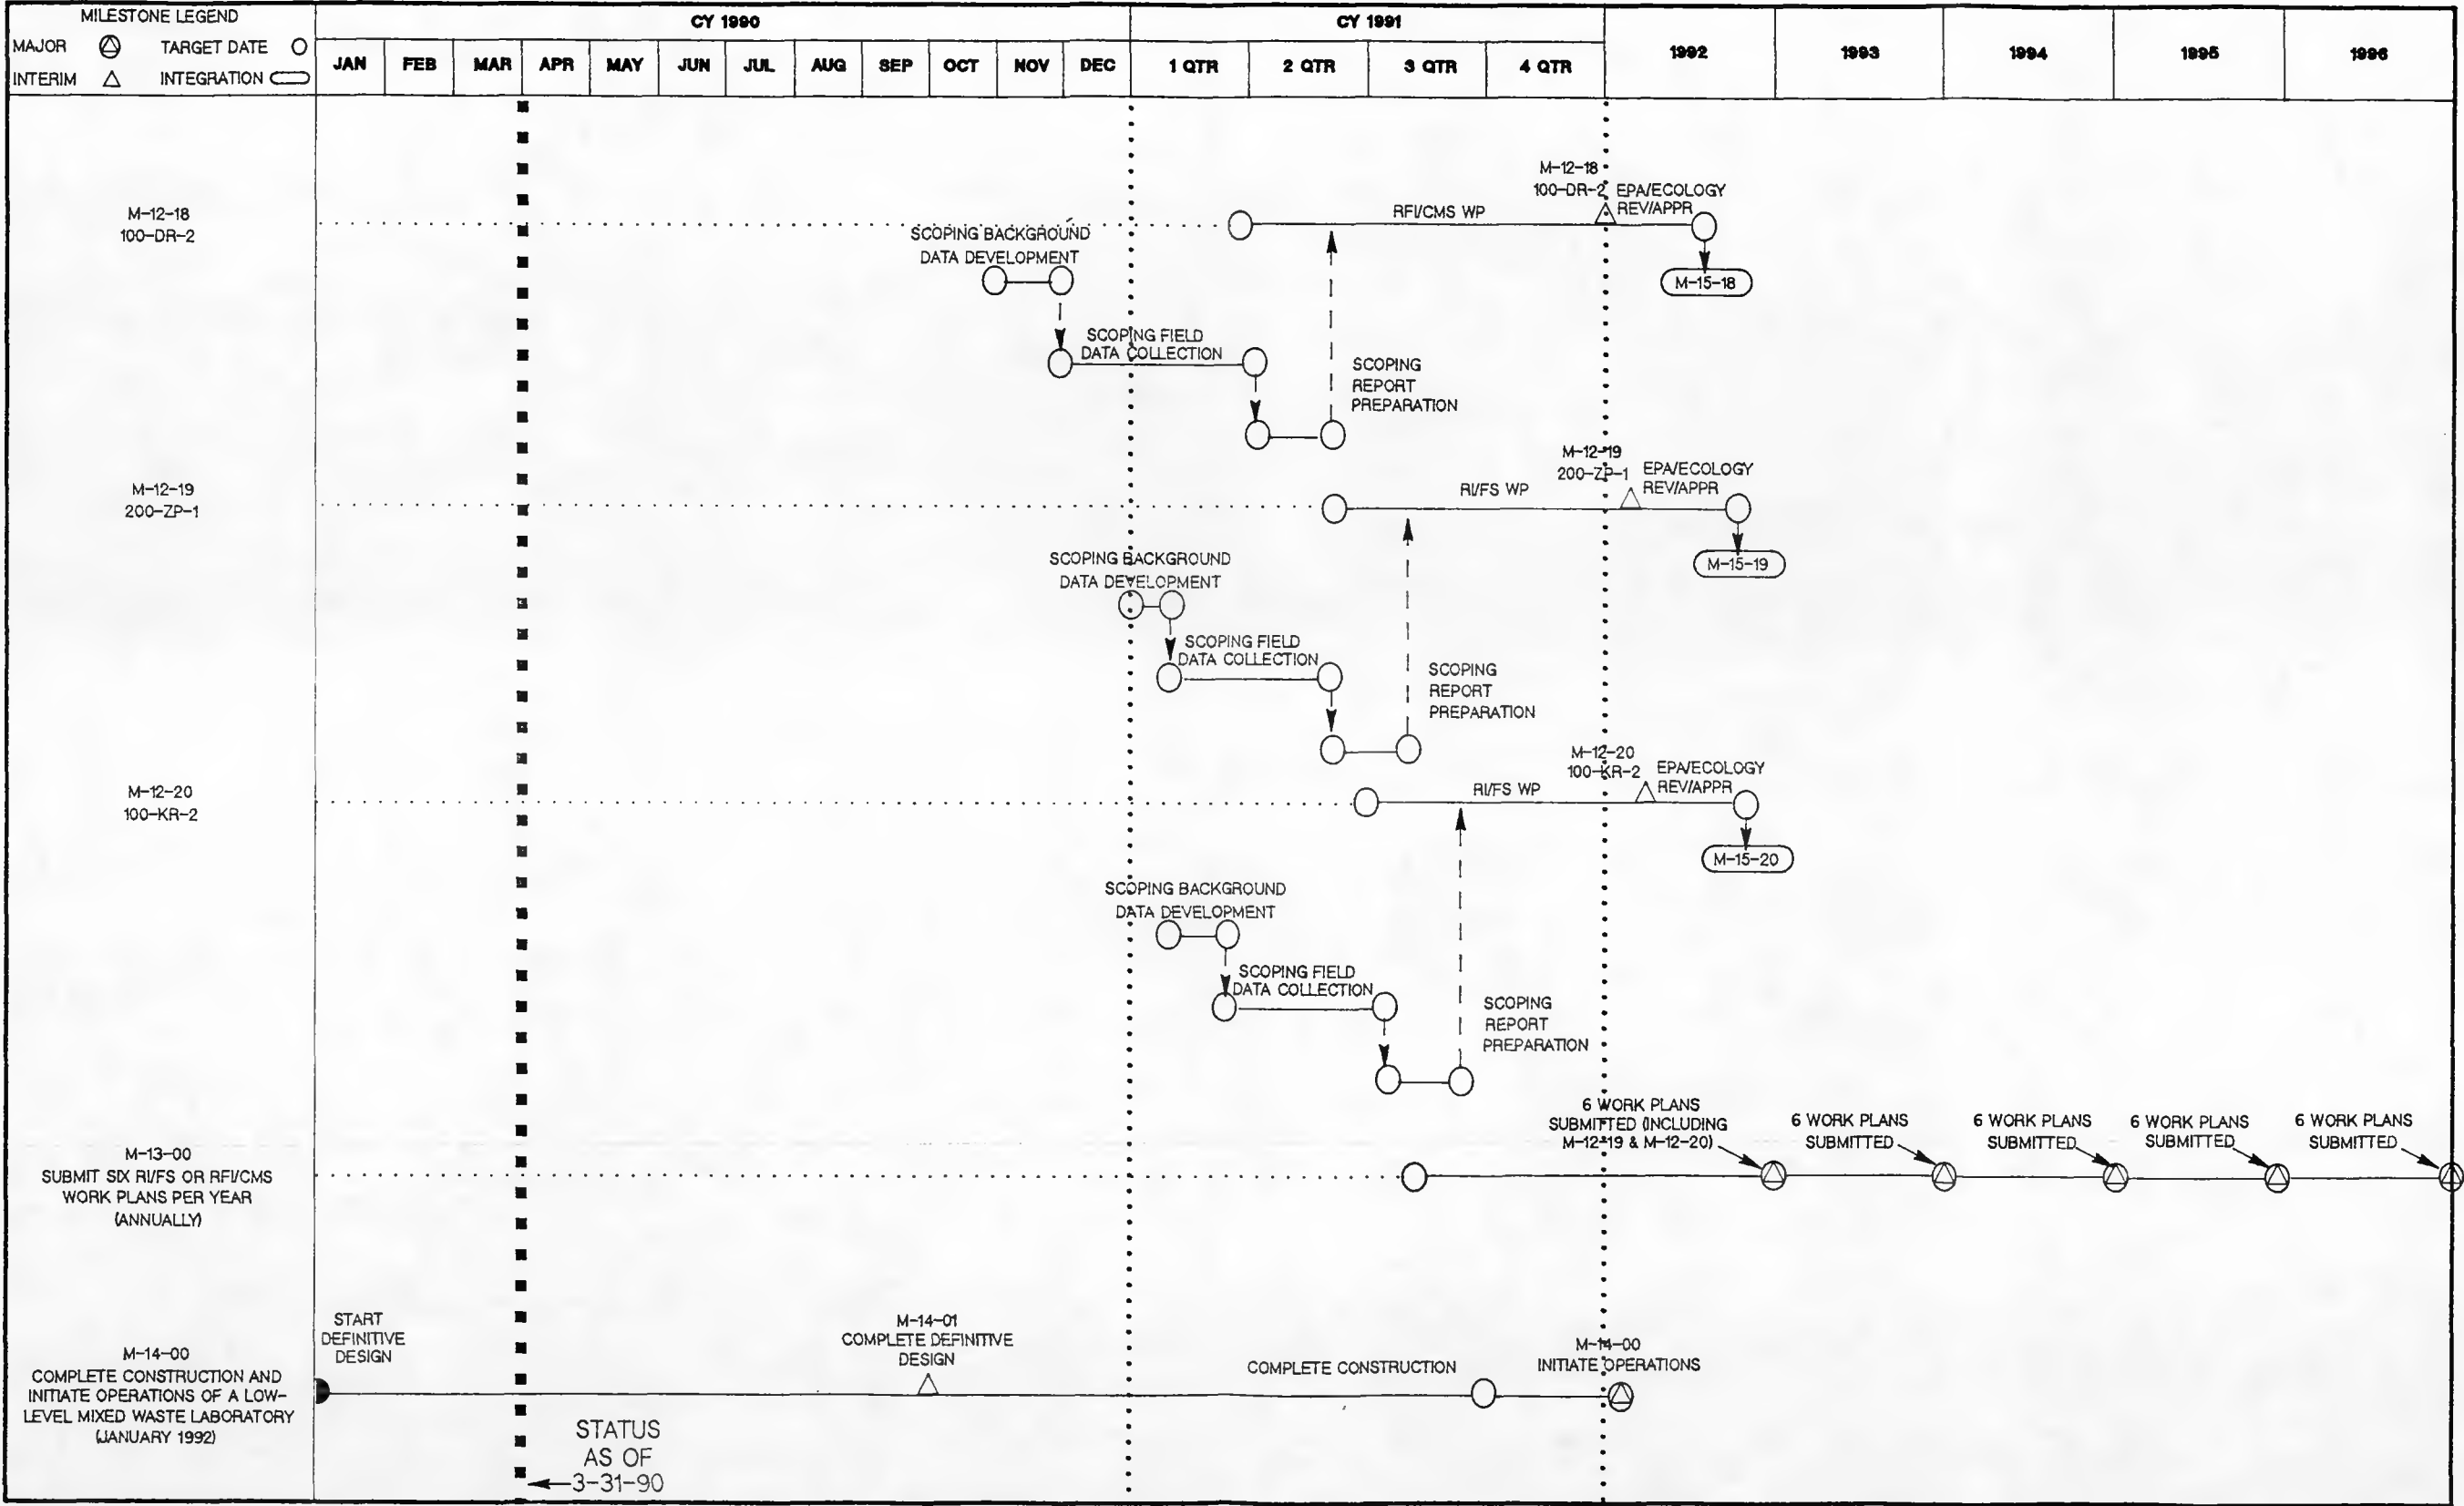 MILESTONE LEGEND
MAJOR TARGET DATE
INTERIM INTEGRATION
CY 1990
CY 1991
JAN FEB MAR APR MAY JUN JUL AUG SEP OCT NOV DEC 1 QTR 2 QTR 3 QTR 4 QTR 1992 1993 1994 1995 1996
M-12-18
100-DR-2
M-12-18
100-DR-2
EPA/ECOLOGY
REV/APPR
RFI/CMS WP
SCOPING BACKGROUND
DATA DEVELOPMENT
M-15-18
SCOPING FIELD
DATA COLLECTION
SCOPING
REPORT
PREPARATION
M-12-19
200-ZP-1
M-12-19
200-ZP-1
EPA/ECOLOGY
REV/APPR
RI/FS WP
SCOPING BACKGROUND
DATA DEVELOPMENT
M-15-19
SCOPING FIELD
DATA COLLECTION
SCOPING
REPORT
PREPARATION
M-12-20
100-KR-2
M-12-20
100-KR-2
EPA/ECOLOGY
REV/APPR
RI/FS WP
M-15-20
SCOPING BACKGROUND
DATA DEVELOPMENT
SCOPING FIELD
DATA COLLECTION
SCOPING
REPORT
PREPARATION
M-13-00
SUBMIT SIX RI/FS OR RFI/CMS
WORK PLANS PER YEAR
(ANNUALLY)
6 WORK PLANS
SUBMITTED (INCLUDING
M-12-19 & M-12-20)
6 WORK PLANS
SUBMITTED
6 WORK PLANS
SUBMITTED
6 WORK PLANS
SUBMITTED
6 WORK PLANS
SUBMITTED
M-14-00
COMPLETE CONSTRUCTION AND
INITIATE OPERATIONS OF A LOW-
LEVEL MIXED WASTE LABORATORY
(JANUARY 1992)
START
DEFINITIVE
DESIGN
M-14-01
COMPLETE DEFINITIVE
DESIGN
COMPLETE CONSTRUCTION
M-14-00
INITIATE OPERATIONS
STATUS
AS OF
3-31-90